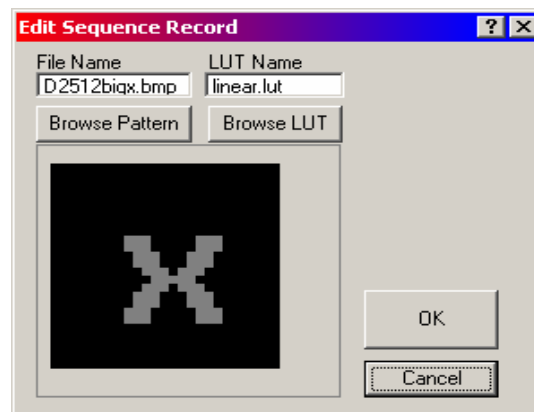 Edit Sequence Record
File Name LUT Name
D2512bigx.bmp linear.lut
Browse Pattern Browse LUT
OK
Cancel